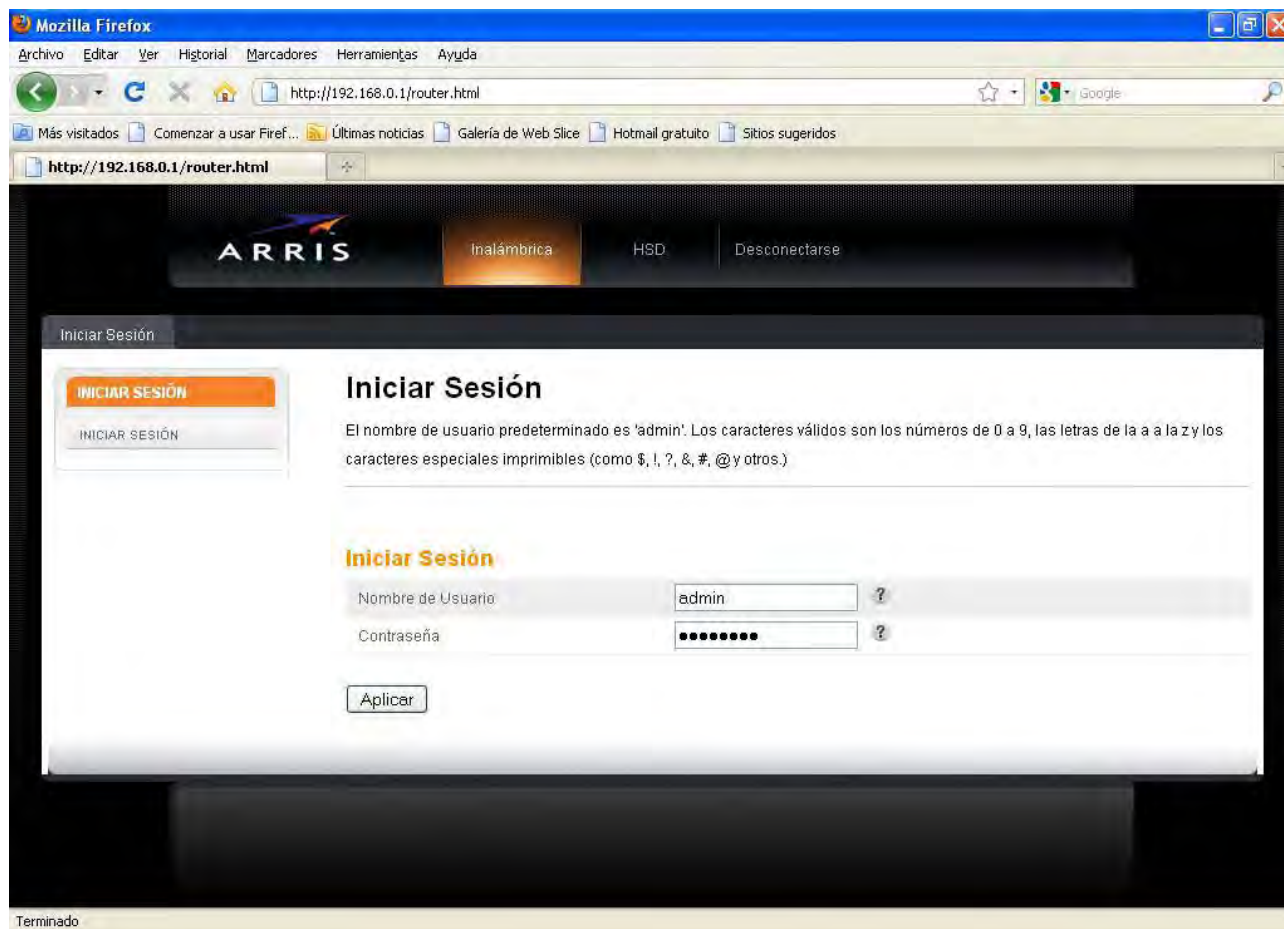 Mozilla Firefox
Archivo Editar Ver Historial Marcadores Herramientas Ayuda
http://192.168.0.1/router.html Google
Más visitados Comenzar a usar Firef... Últimas noticias Galería de Web Slice Hotmail gratuito Sitios sugeridos
http://192.168.0.1/router.html
ARRIS Inalámbrica HSD Desconectarse
Iniciar Sesión
INICIAR SESIÓN
INICIAR SESIÓN
Iniciar Sesión
El nombre de usuario predeterminado es 'admin'. Los caracteres válidos son los números de 0 a 9, las letras de la a a la z y los
caracteres especiales imprimibles (como $, !, ?, &, #, @ y otros.)
Iniciar Sesión
Nombre de Usuario admin ?
Contraseña ●●●●●●●● ?
Aplicar
Terminado